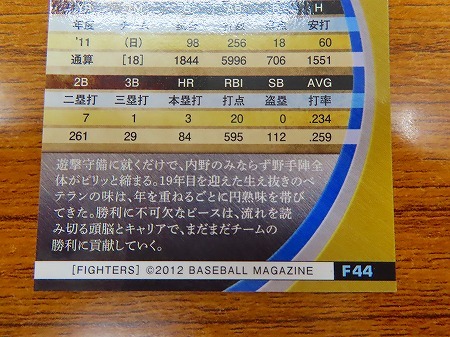 H
年度 安打
'11 (日) 98 256 18 60
通算 [18] 1844 5996 706 1551
2B 3B HR RBI SB AVG
二塁打 三塁打 本塁打 打点 盗塁 打率
7 1 3 20 0 .234
261 29 84 595 112 .259
遊撃守備に就くだけで、内野のみならず野手陣全
体がピリッと締まる。19年目を迎えた生え抜きのベ
テランの味は、年を重ねるごとに円熟味を帯び
てきた。勝利に不可欠なピースは、流れを読
み切る頭脳とキャリアで、まだまだチームの
勝利に貢献していく。
[FIGHTERS] ©2012 BASEBALL MAGAZINE F44